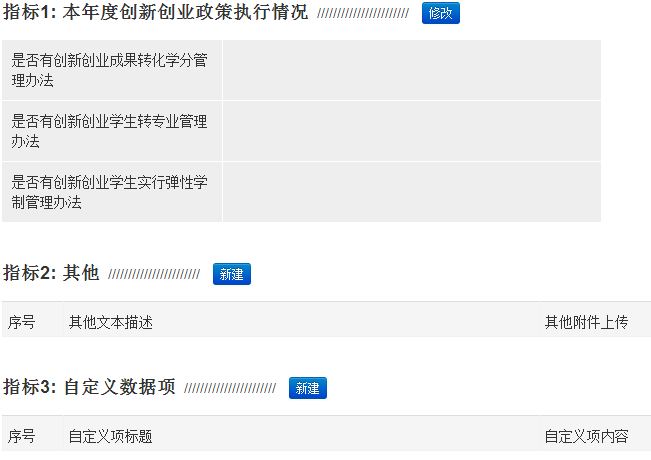 指标1: 本年度创新创业政策执行情况 /////////////////////// 修改
是否有创新创业成果转化学分管
理办法
是否有创新创业学生转专业管理
办法
是否有创新创业学生实行弹性学
制管理办法
指标2: 其他 /////////////////////// 新建
序号 其他文本描述 其他附件上传
指标3: 自定义数据项 /////////////////////// 新建
序号 自定义项标题 自定义项内容